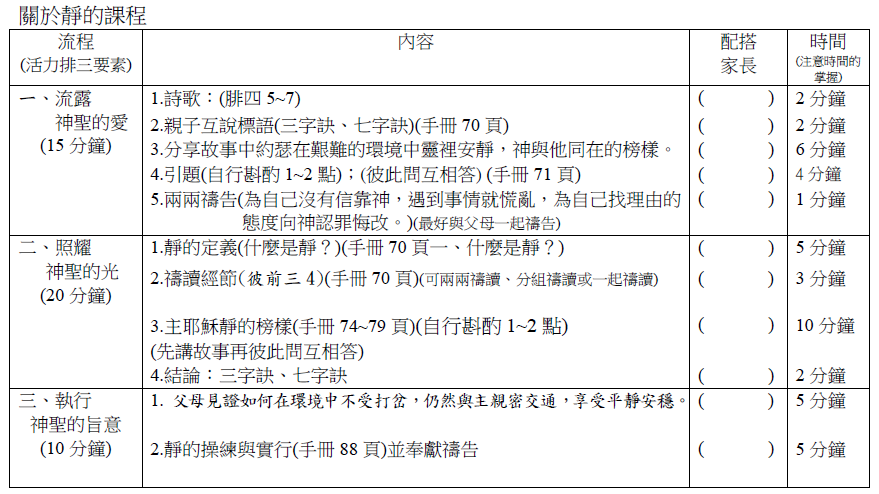 關於靜的課程
流程 內容 配搭 時間
(活力排三要素) 家長 (注意時間的
掌握)
一、流露 1.詩歌：(腓四 5~7) ( ) 2 分鐘
神聖的愛 2.親子互說標語(三字訣、七字訣)(手冊 70 頁) ( ) 2 分鐘
(15 分鐘) 3.分享故事中約瑟在艱難的環境中靈裡安靜，神與他同在的榜樣。 ( ) 6 分鐘
4.引題(自行斟酌 1~2 點)；(彼此問互相答) (手冊 71 頁) ( ) 4 分鐘
5.兩兩禱告(為自己沒有信靠神，遇到事情就慌亂，為自己找理由的 ( ) 1 分鐘
態度向神認罪悔改。)(最好與父母一起禱告)
二、照耀 1.靜的定義(什麼是靜？)(手冊 70 頁一、什麼是靜？) ( ) 5 分鐘
神聖的光 2.禱讀經節(彼前三 4)(手冊 70 頁)(可兩兩禱讀、分組禱讀或一起禱讀) ( ) 3 分鐘
(20 分鐘)
3.主耶穌靜的榜樣(手冊 74~79 頁)(自行斟酌 1~2 點) ( ) 10 分鐘
(先講故事再彼此問互相答)
4.結論：三字訣、七字訣 ( ) 2 分鐘
三、執行 1. 父母見證如何在環境中不受打岔，仍然與主親密交通，享受平靜安穩。 ( ) 5 分鐘
神聖的旨意
(10 分鐘) 2.靜的操練與實行(手冊 88 頁)並奉獻禱告 ( ) 5 分鐘